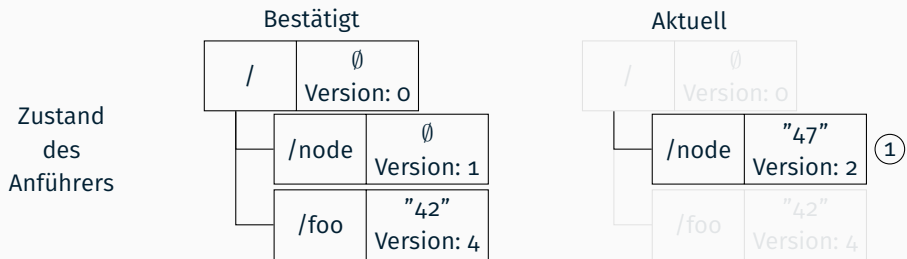 Bestätigt
Aktuell
Zustand
des
Anführers
/
∅
Version: 0
/node
∅
Version: 1
/foo
"42"
Version: 4
/
∅
Version: 0
/node
"47"
Version: 2
1
/foo
"42"
Version: 4